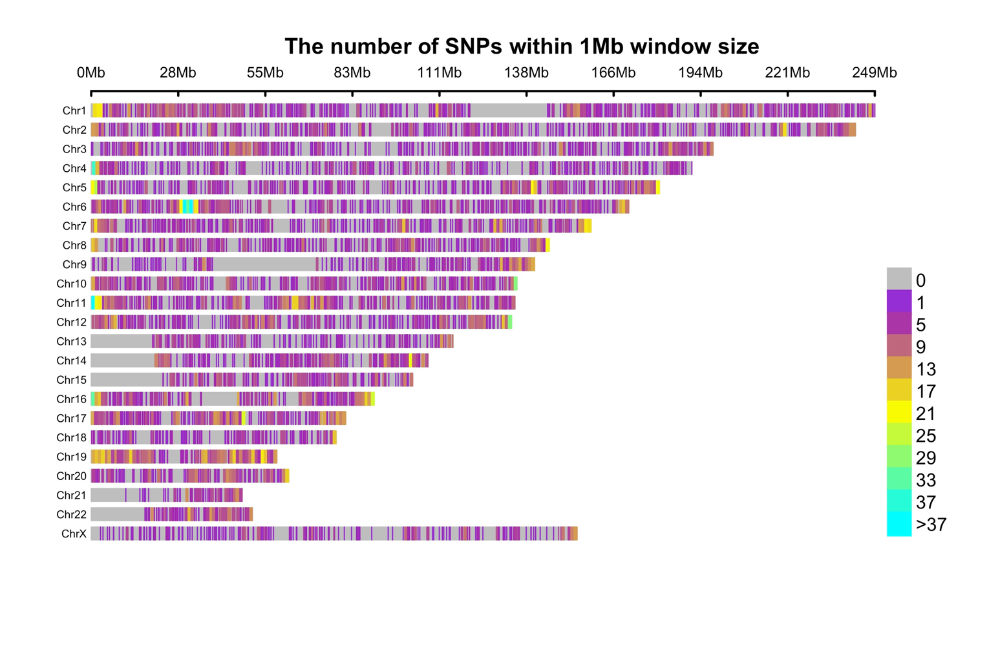 The number of SNPs within 1Mb window size
0Mb 28Mb 55Mb 83Mb 111Mb 138Mb 166Mb 194Mb 221Mb 249Mb
Chr1
Chr2
Chr3
Chr4
Chr5
Chr6
Chr7
Chr8
Chr9
Chr10
Chr11
Chr12
Chr13
Chr14
Chr15
Chr16
Chr17
Chr18
Chr19
Chr20
Chr21
Chr22
ChrX
0
1
5
9
13
17
21
25
29
33
37
>37